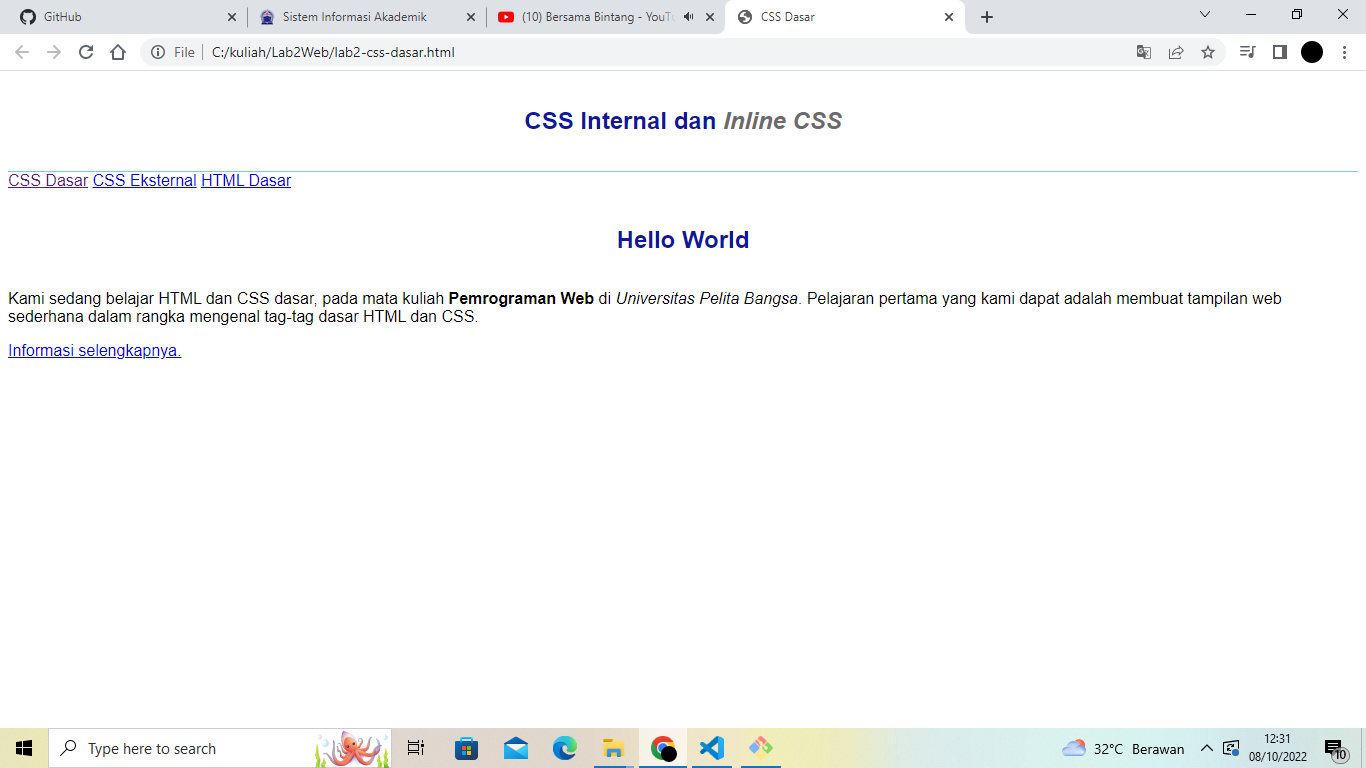 GitHub
Sistem Informasi Akademik
(10) Bersama Bintang - YouTu
CSS Dasar
File
C:/kuliah/Lab2Web/lab2-css-dasar.html
CSS Internal dan Inline CSS
CSS Dasar CSS Eksternal HTML Dasar
Hello World
Kami sedang belajar HTML dan CSS dasar, pada mata kuliah Pemrograman Web di Universitas Pelita Bangsa. Pelajaran pertama yang kami dapat adalah membuat tampilan web
sederhana dalam rangka mengenal tag-tag dasar HTML dan CSS.
Informasi selengkapnya.
Type here to search
32°C Berawan
12:31
08/10/2022
10